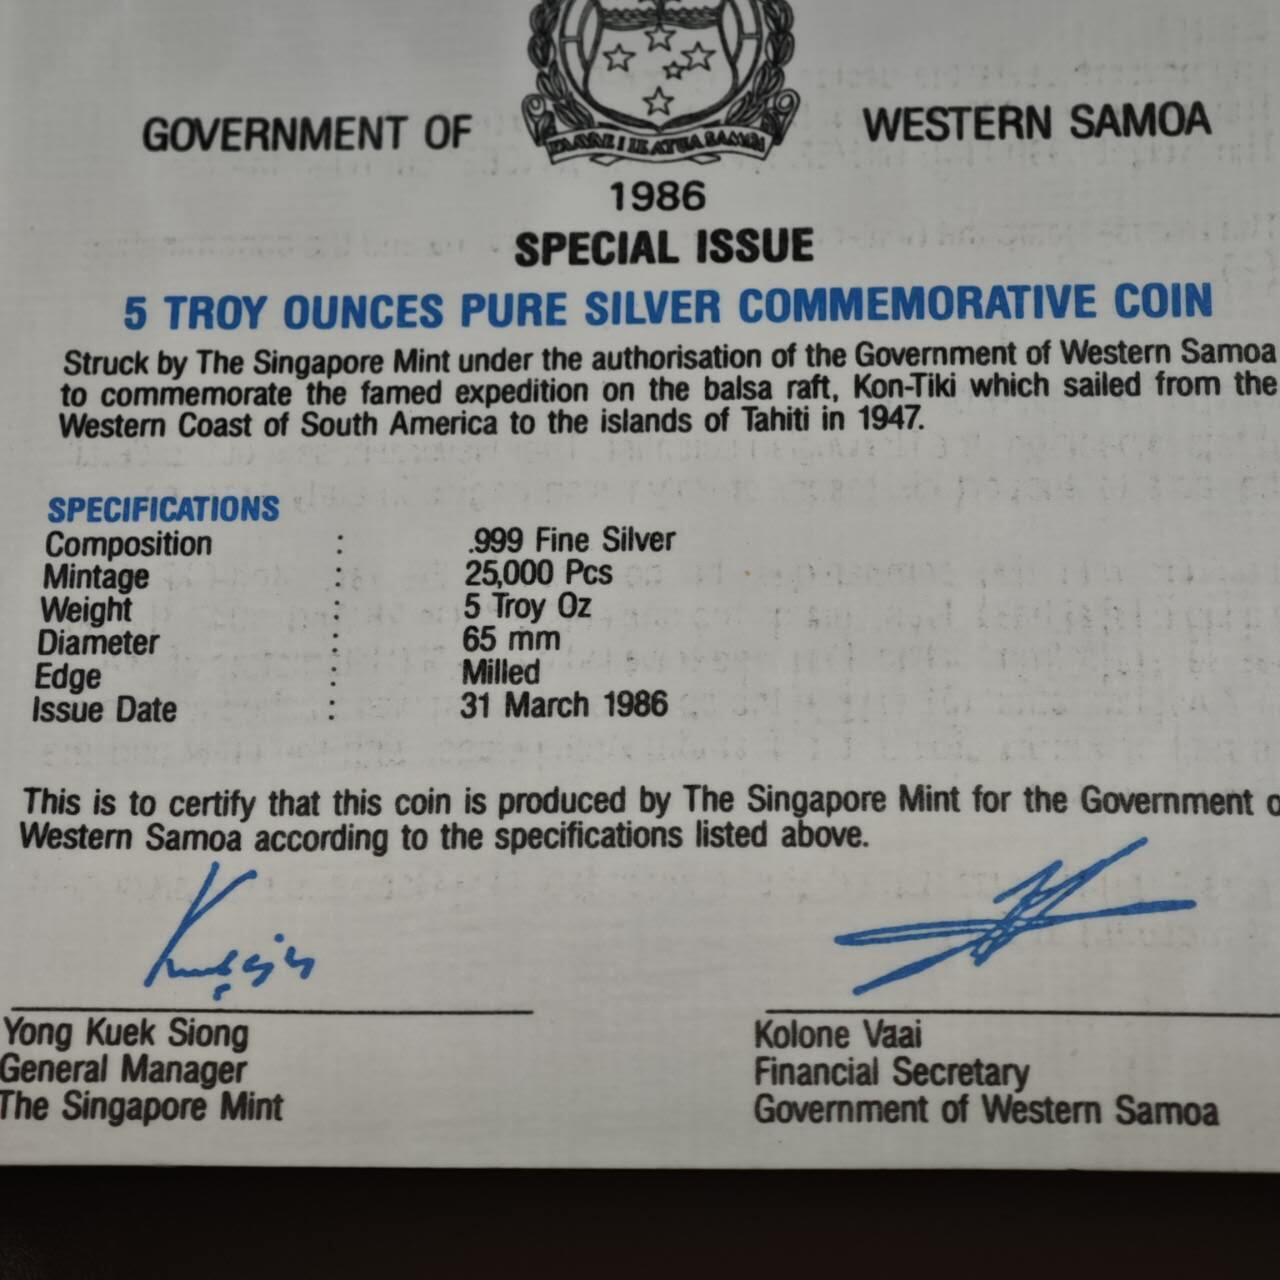 GOVERNMENT OF WESTERN SAMOA
1986
SPECIAL ISSUE
5 TROY OUNCES PURE SILVER COMMEMORATIVE COIN
Struck by The Singapore Mint under the authorisation of the Government of Western Samoa
to commemorate the famed expedition on the balsa raft, Kon-Tiki which sailed from the
Western Coast of South America to the islands of Tahiti in 1947.
SPECIFICATIONS
Composition : .999 Fine Silver
Mintage : 25,000 Pcs
Weight : 5 Troy Oz
Diameter : 65 mm
Edge : Milled
Issue Date : 31 March 1986
This is to certify that this coin is produced by The Singapore Mint for the Government o
Western Samoa according to the specifications listed above.
Yong Kuek Siong
General Manager
The Singapore Mint
Kolone Vaai
Financial Secretary
Government of Western Samoa